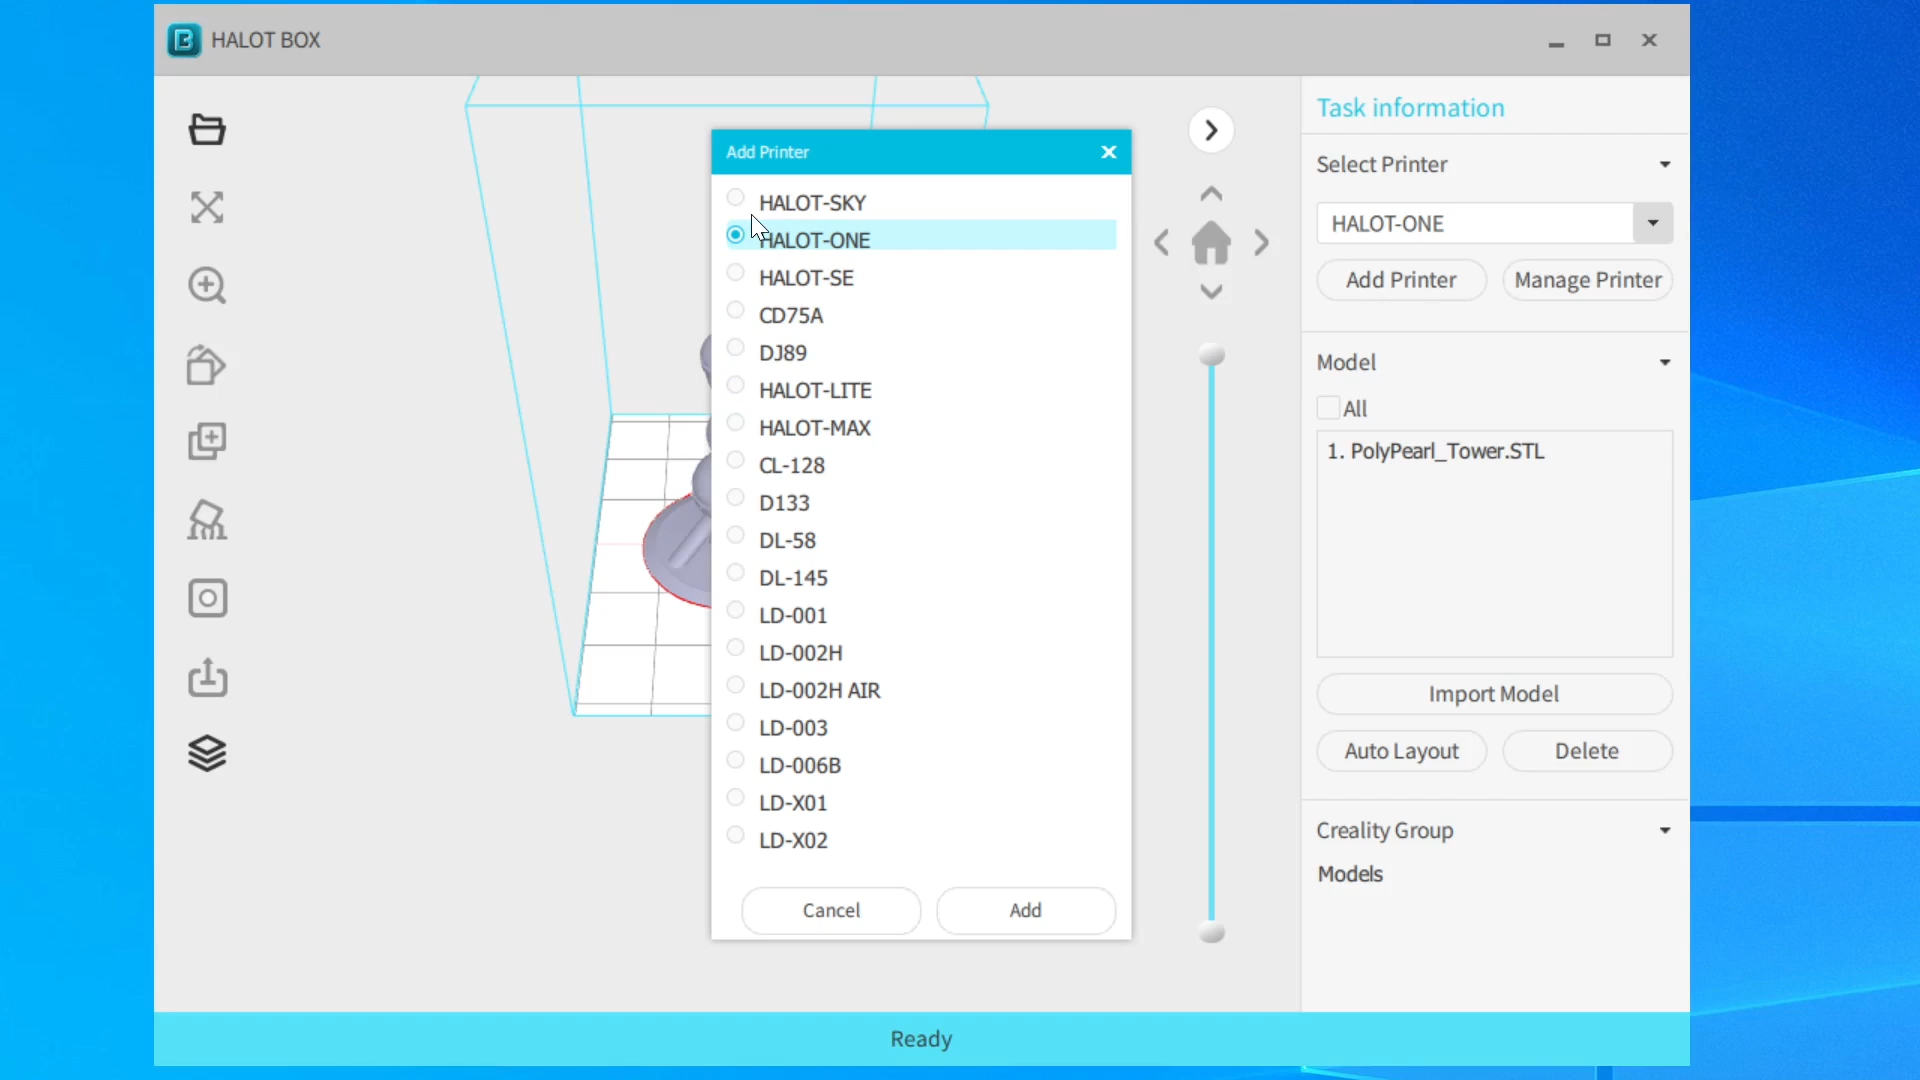 HALOT BOX
Add Printer
HALOT-SKY
HALOT-ONE
HALOT-SE
CD75A
DJ89
HALOT-LITE
HALOT-MAX
CL-128
D133
DL-58
DL-145
LD-001
LD-002H
LD-002H AIR
LD-003
LD-006B
LD-X01
LD-X02
Cancel Add
Task information
Select Printer
HALOT-ONE
Add Printer Manage Printer
Model
All
1. PolyPearl_Tower.STL
Import Model
Auto Layout Delete
Creality Group
Models
Ready